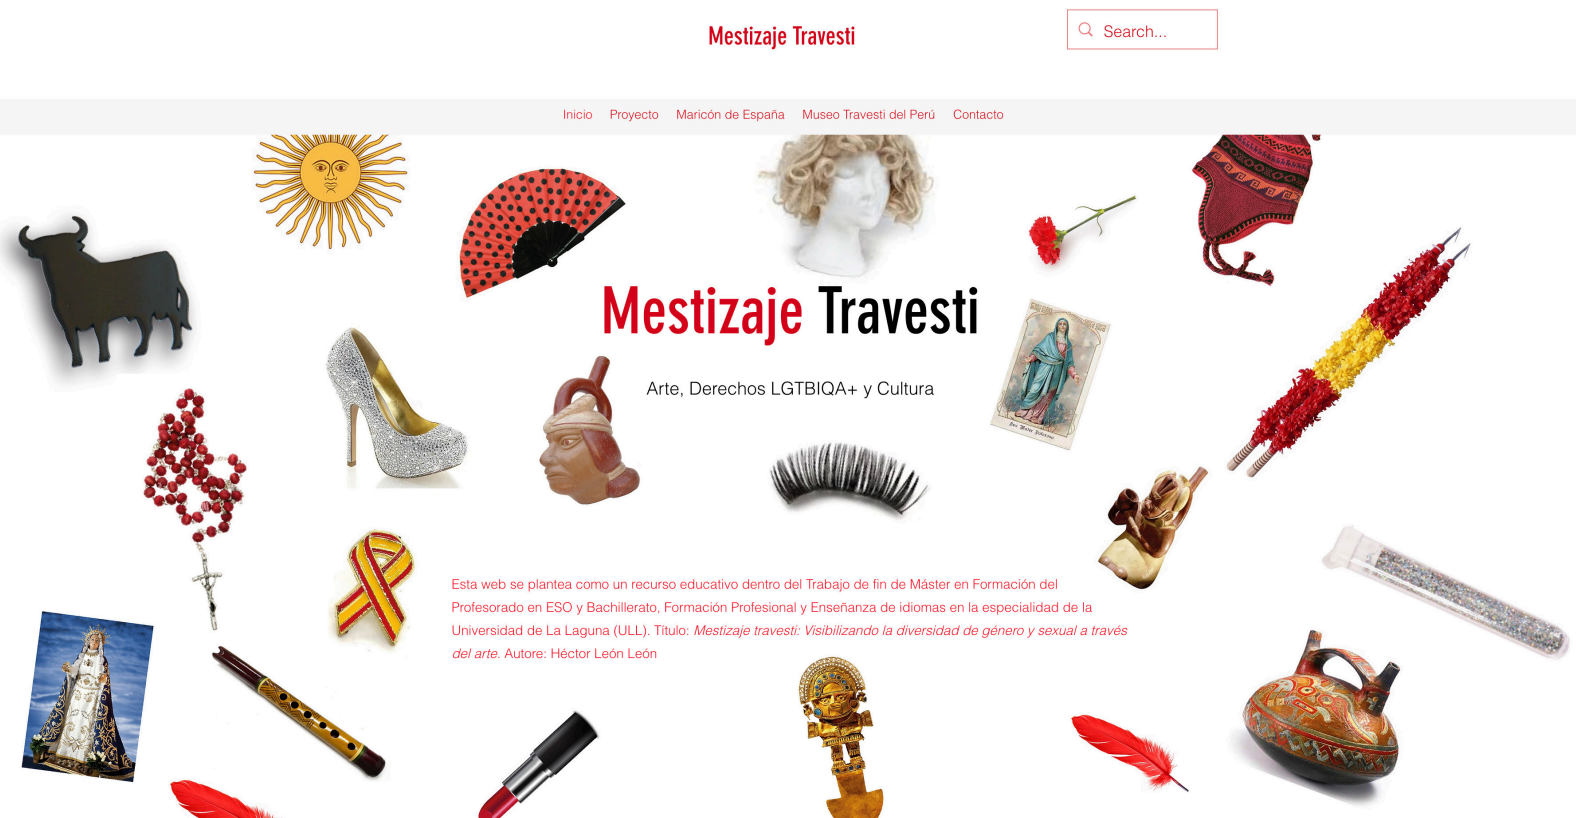 Mestizaje Travesti
Search...
Inicio Proyecto Maricón de España Museo Travesti del Perú Contacto
Mestizaje Travesti
Arte, Derechos LGTBIQA+ y Cultura
Esta web se plantea como un recurso educativo dentro del Trabajo de fin de Máster en Formación del
Profesorado en ESO y Bachillerato, Formación Profesional y Enseñanza de idiomas en la especialidad de la
Universidad de La Laguna (ULL). Título: Mestizaje travesti: Visibilizando la diversidad de género y sexual a través
del arte. Autore: Héctor León León